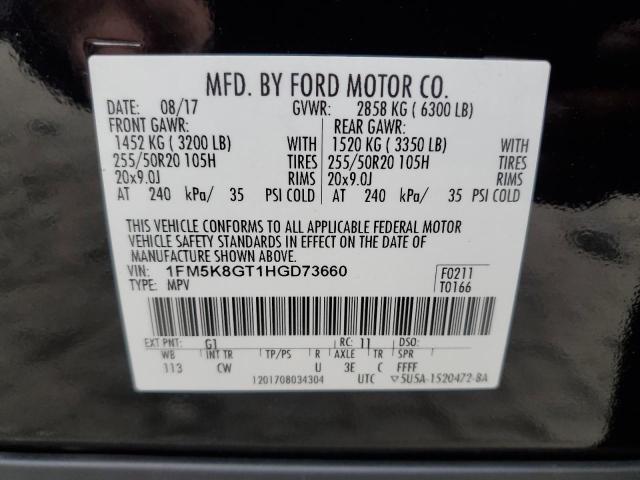 MFD. BY FORD MOTOR CO.
DATE: 08/17 GVWR: 2858 KG ( 6300 LB)
FRONT GAWR: REAR GAWR:
1452 KG ( 3200 LB) WITH 1520 KG ( 3350 LB) WITH
255/50R20 105H TIRES 255/50R20 105H TIRES
20x9.0J RIMS 20x9.0J RIMS
AT 240 kPa/ 35 PSI COLD AT 240 kPa/ 35 PSI COLD
THIS VEHICLE CONFORMS TO ALL APPLICABLE FEDERAL MOTOR
VEHICLE SAFETY STANDARDS IN EFFECT ON THE DATE OF
MANUFACTURE SHOWN ABOVE.
VIN: 1FM5K8GT1HGD73660 F0211
TYPE: MPV T0166
EXT PNT: G1 RC: 11 DSO:
WB INT TR TP/PS R AXLE TR SPR
113 CW U 3E C FFFF
1201708034304 UTC ▽5U5A-1520472-BA